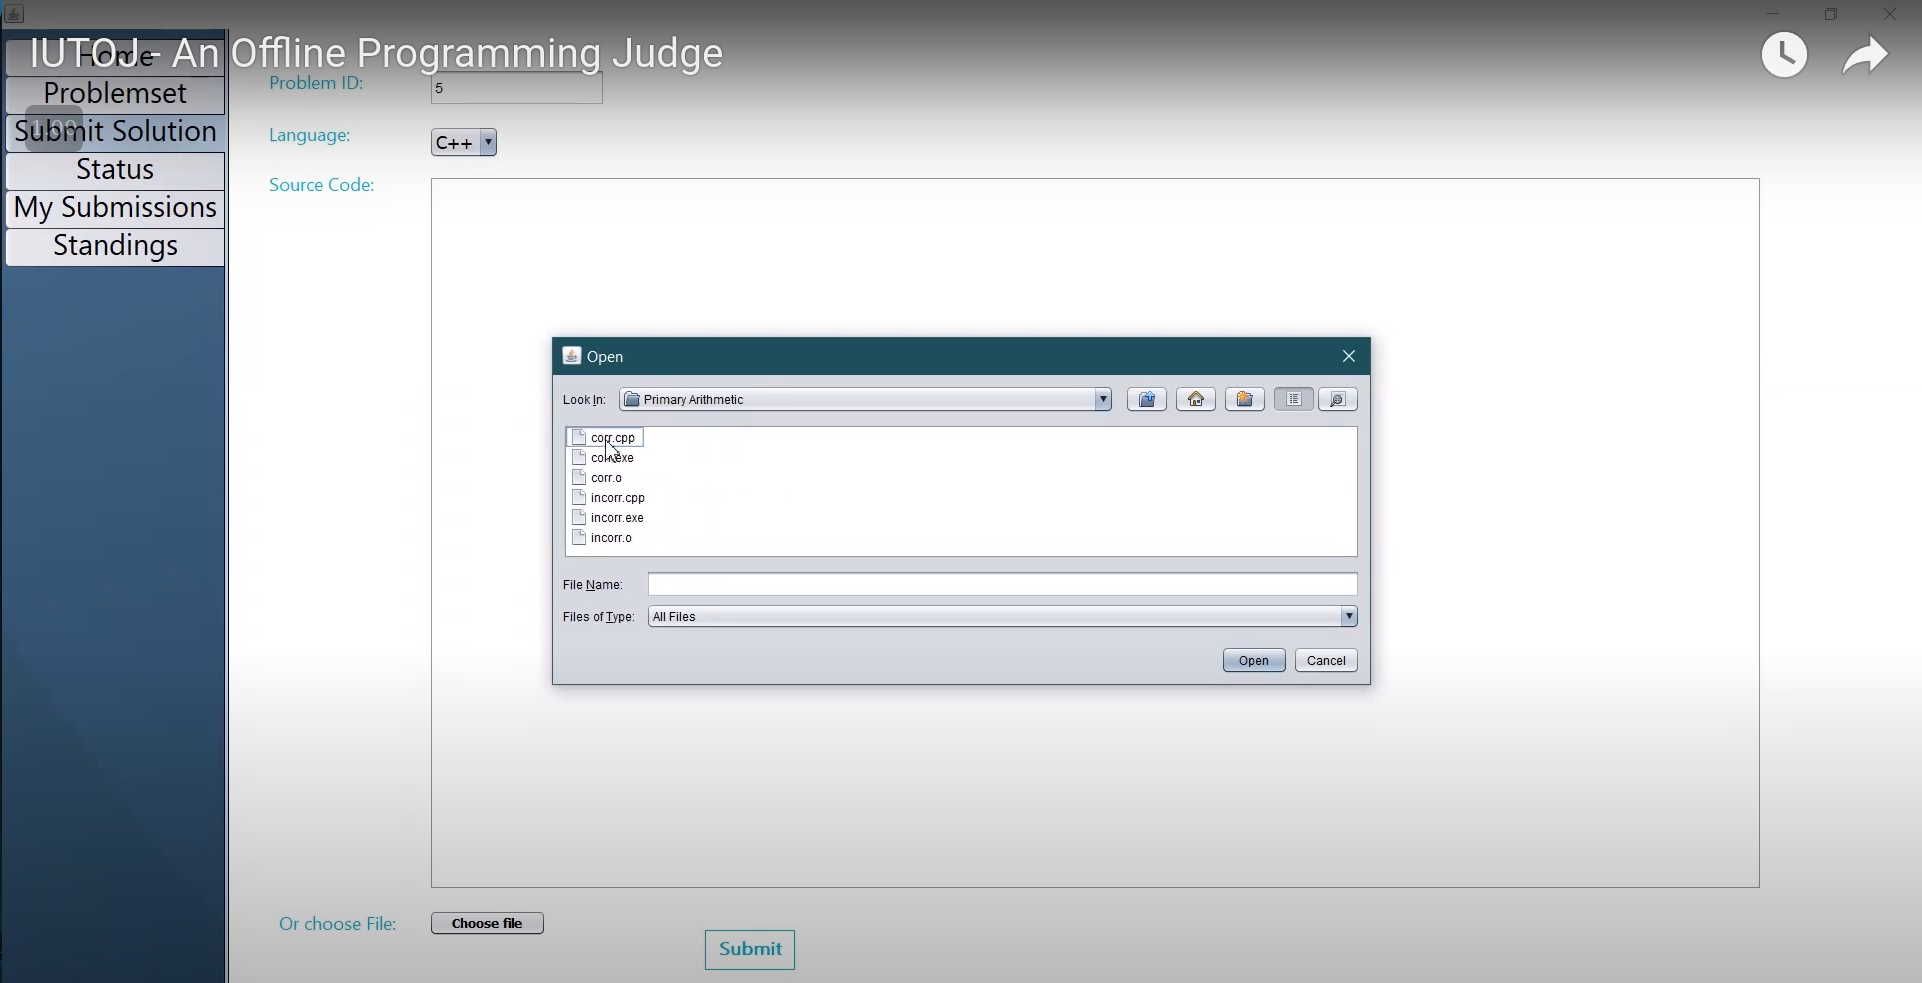 IUTOJ - An Offline Programming Judge
Home
Problemset
Submit Solution
1.00
Status
My Submissions
Standings
Problem ID:
5
Language:
C++
Source Code:
Open
Look In:
Primary Arithmetic
corr.cpp
corr.exe
corr.o
incorr.cpp
incorr.exe
incorr.o
File Name:
Files of Type:
All Files
Open
Cancel
Or choose File:
Choose file
Submit